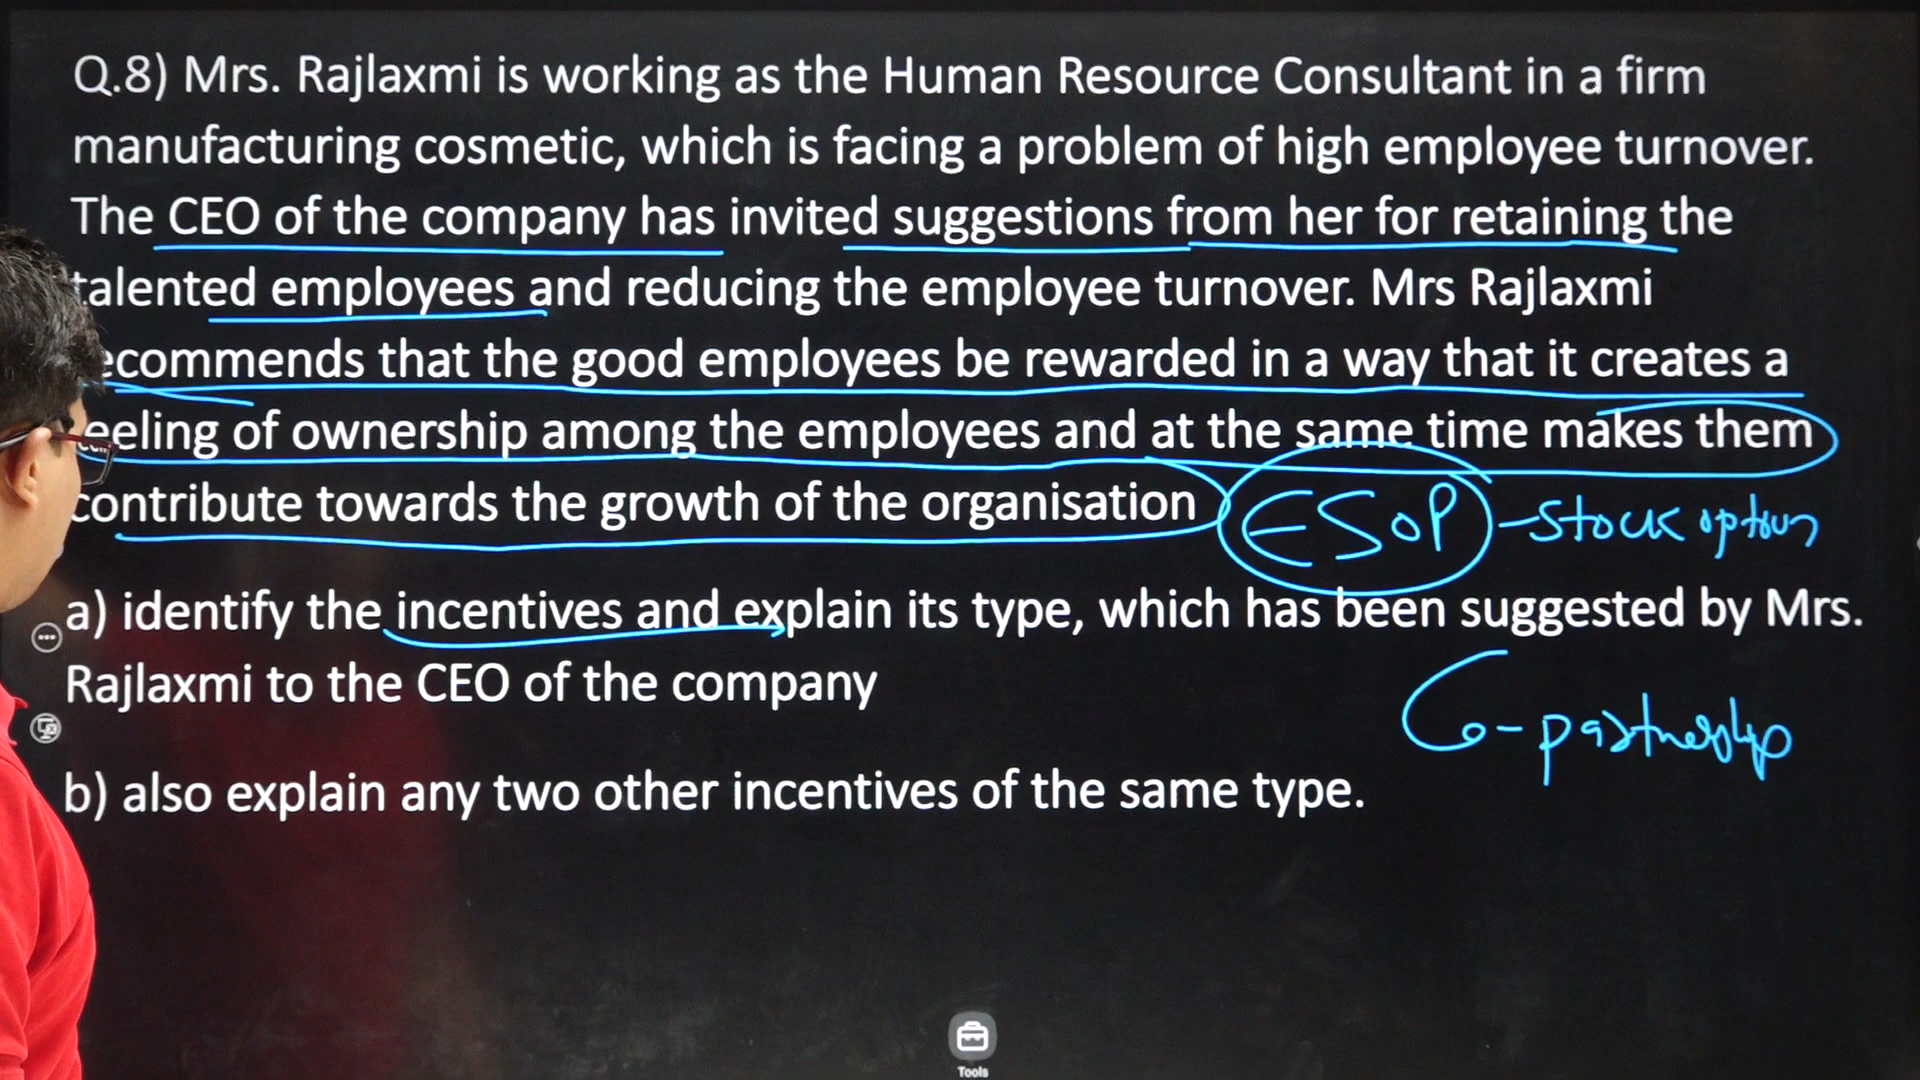 Q.8) Mrs. Rajlaxmi is working as the Human Resource Consultant in a firm
manufacturing cosmetic, which is facing a problem of high employee turnover.
The CEO of the company has invited suggestions from her for retaining the
talented employees and reducing the employee turnover. Mrs Rajlaxmi
ecommends that the good employees be rewarded in a way that it creates a
eeling of ownership among the employees and at the same time makes them
contribute towards the growth of the organisation
ESOP - Stock option
a) identify the incentives and explain its type, which has been suggested by Mrs.
Rajlaxmi to the CEO of the company
Co-partnership
b) also explain any two other incentives of the same type.
Tools